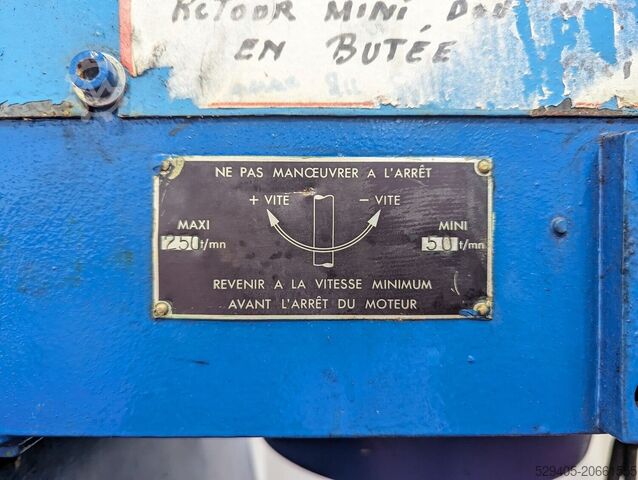 RETOUR MINI
EN BUTÉE
NE PAS MANŒUVRER A L'ARRÊT
+ VITE - VITE
MAXI MINI
250 t/mn 50 t/mn
REVENIR A LA VITESSE MINIMUM
AVANT L'ARRÊT DU MOTEUR